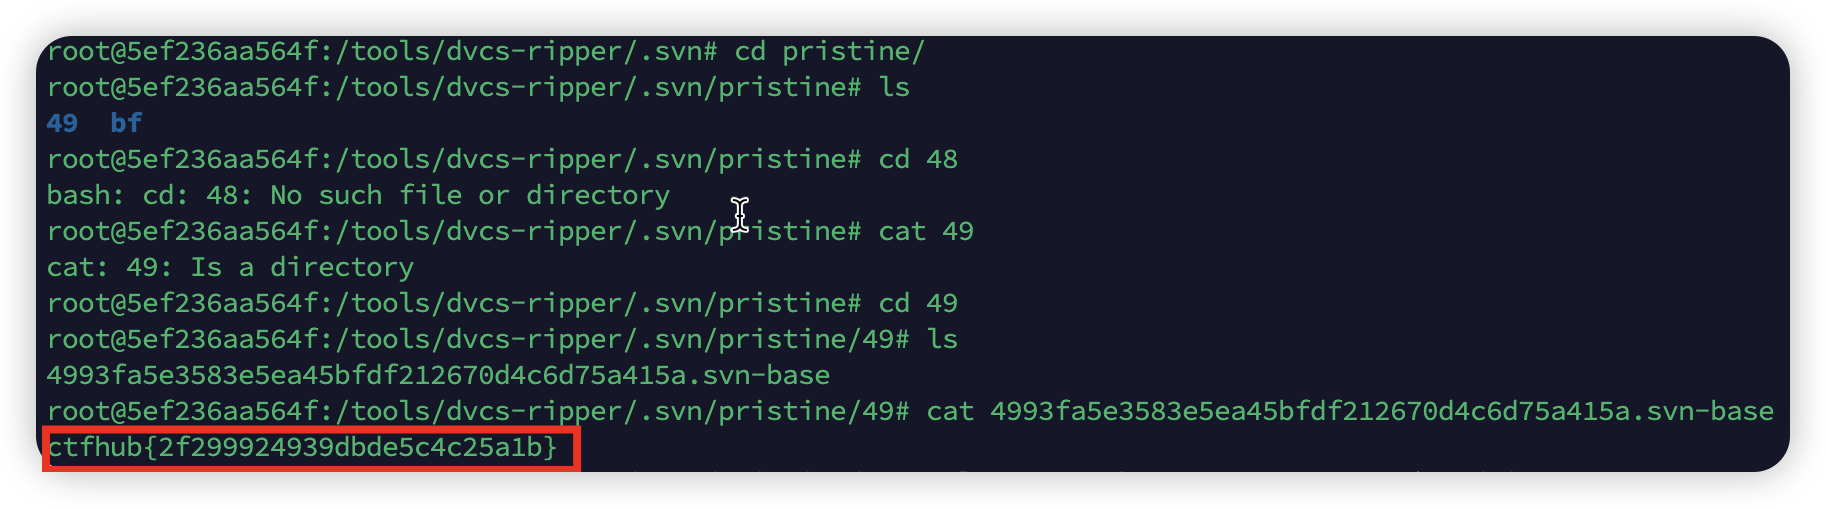 root@5ef236aa564f:/tools/dvcs-ripper/.svn# cd pristine/
root@5ef236aa564f:/tools/dvcs-ripper/.svn/pristine# ls
49  bf
root@5ef236aa564f:/tools/dvcs-ripper/.svn/pristine# cd 48
bash: cd: 48: No such file or directory
root@5ef236aa564f:/tools/dvcs-ripper/.svn/pristine# cat 49
cat: 49: Is a directory
root@5ef236aa564f:/tools/dvcs-ripper/.svn/pristine# cd 49
root@5ef236aa564f:/tools/dvcs-ripper/.svn/pristine/49# ls
4993fa5e3583e5ea45bfdf212670d4c6d75a415a.svn-base
root@5ef236aa564f:/tools/dvcs-ripper/.svn/pristine/49# cat 4993fa5e3583e5ea45bfdf212670d4c6d75a415a.svn-base
ctfhub{2f299924939dbde5c4c25a1b}